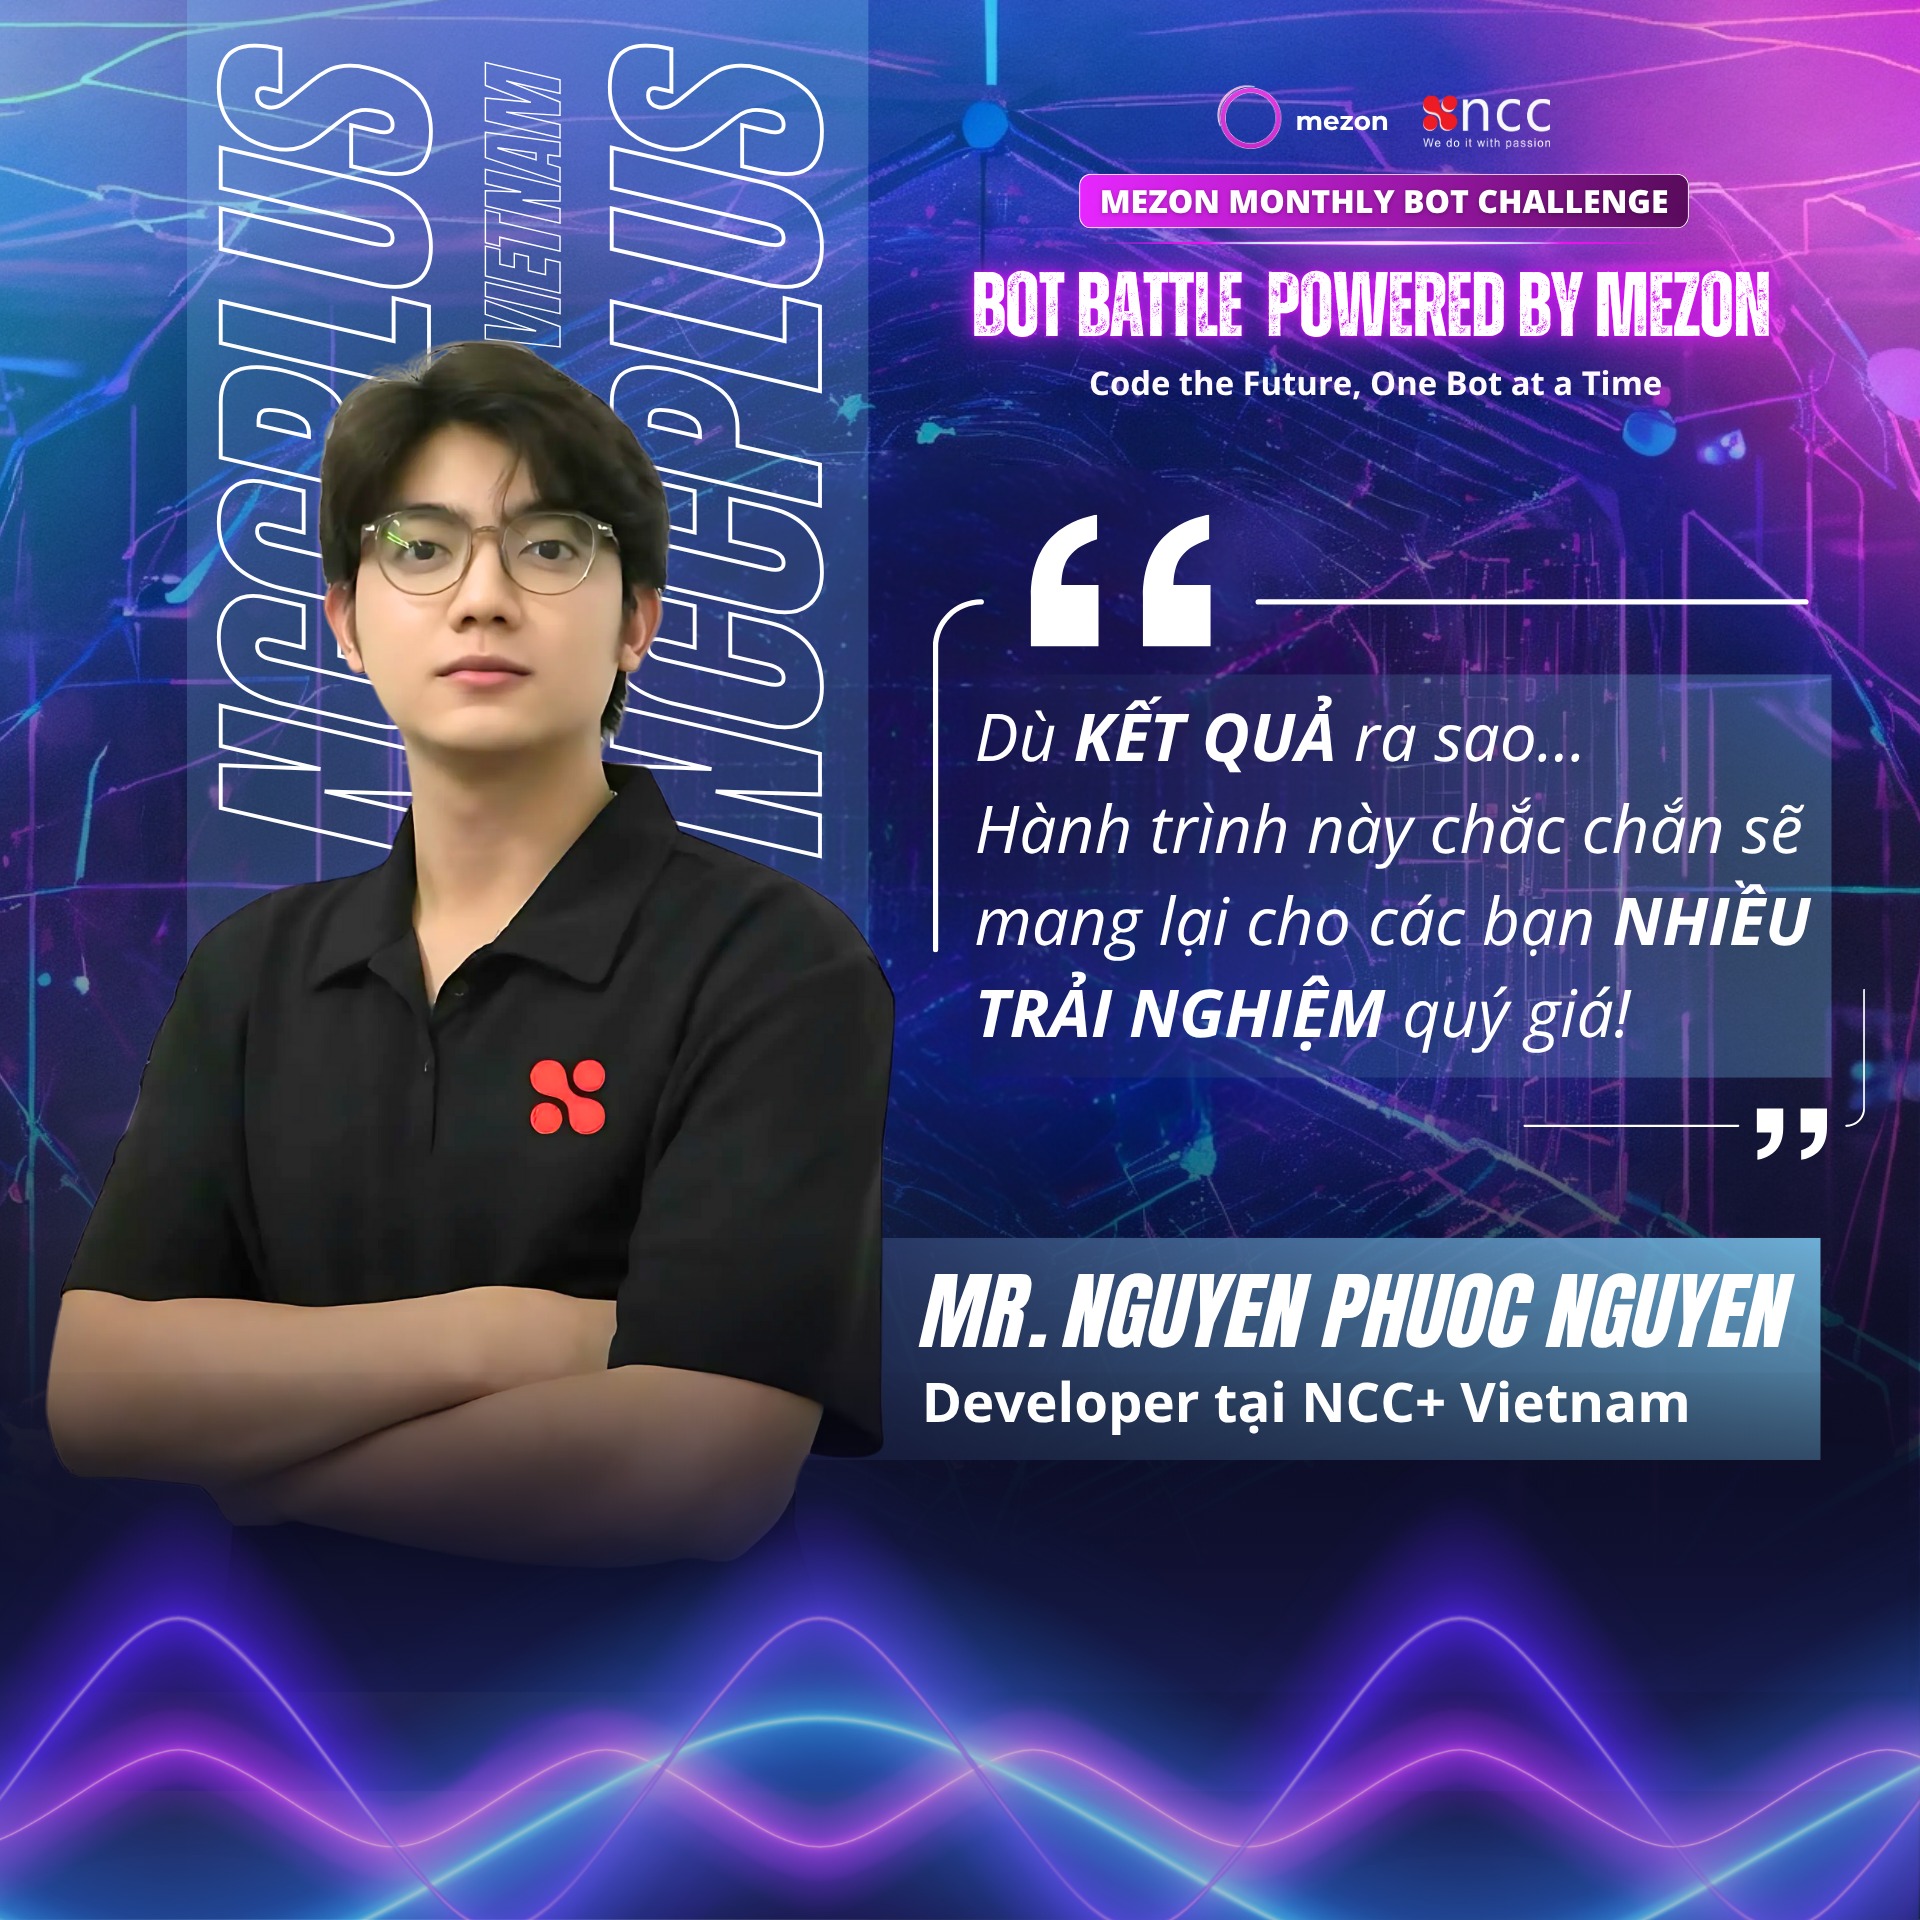 NCCPLUS
VIETNAM
NCCPLUS
mezon
ncc
We do it with passion
MEZON MONTHLY BOT CHALLENGE
BOT BATTLE POWERED BY MEZON
Code the Future, One Bot at a Time
Dù KẾT QUẢ ra sao...
Hành trình này chắc chắn sẽ
mang lại cho các bạn NHIỀU
TRẢI NGHIỆM quý giá!
MR. NGUYEN PHUOC NGUYEN
Developer tại NCC+ Vietnam